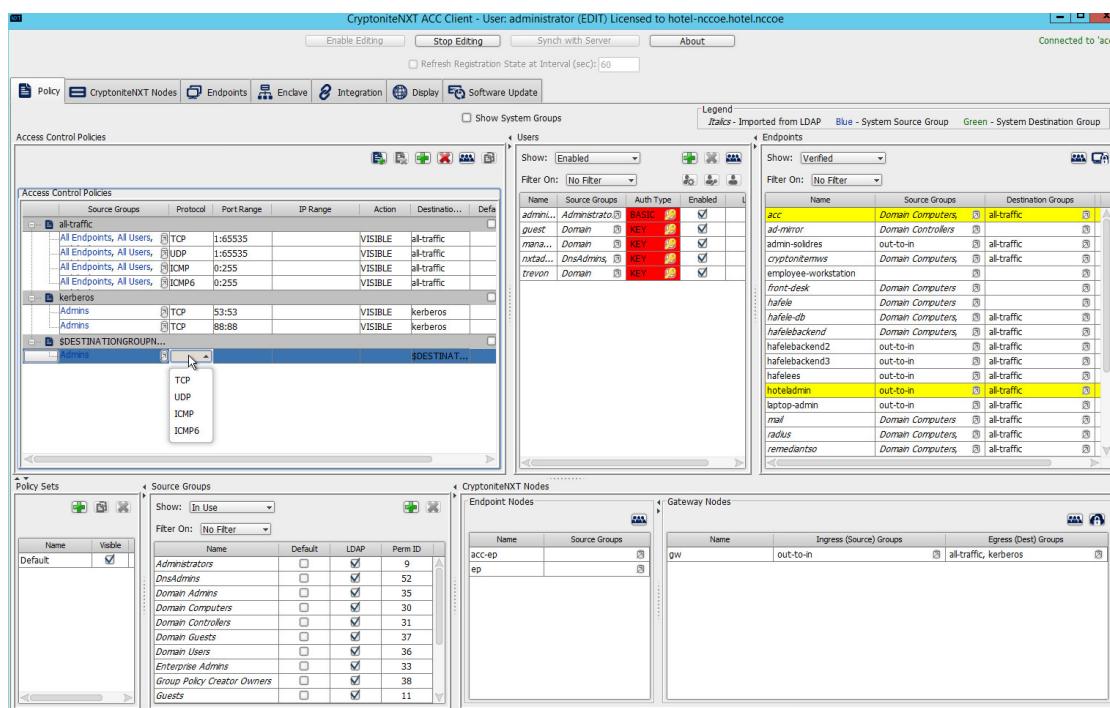 CryptoniteNXT ACC Client - User: administrator (EDIT) Licensed to hotel-nccoe.hotel.nccoe
Enable Editing Stop Editing Synch with Server About Connected to 'acc
Refresh Registration State at Interval (sec): 60
Policy CryptoniteNXT Nodes Endpoints Enclave Integration Display Software Update
Show System Groups
Legend
Italics - Imported from LDAP Blue - System Source Group Green - System Destination Group
Access Control Policies
Access Control Policies
Source Groups Protocol Port Range IP Range Action Destinatio... Defa
all-traffic
All Endpoints, All Users, TCP 1:65535 VISIBLE all-traffic
All Endpoints, All Users, UDP 1:65535 VISIBLE all-traffic
All Endpoints, All Users, ICMP 0:255 VISIBLE all-traffic
All Endpoints, All Users, ICMP6 0:255 VISIBLE all-traffic
kerberos
Admins TCP 53:53 VISIBLE kerberos
Admins TCP 88:88 VISIBLE kerberos
$DESTINATIONGROUPN...
Admins $DESTINAT...
TCP
UDP
ICMP
ICMP6
Users
Show: Enabled
Filter On: No Filter
Name Source Groups Auth Type Enabled L
admini... Administrato... BASIC
guest Domain KEY
mana... Domain KEY
nxtad... DnsAdmins, KEY
trevon Domain KEY
Endpoints
Show: Verified
Filter On: No Filter
Name Source Groups Destination Groups
acc Domain Computers, all-traffic
ad-mirror Domain Controllers
admin-solidres out-to-in all-traffic
cryptonitemws Domain Computers, all-traffic
employee-workstation
front-desk Domain Computers
hafele Domain Computers
hafele-db Domain Computers, all-traffic
hafelebackend Domain Computers, all-traffic
hafelebackend2 out-to-in all-traffic
hafelebackend3 out-to-in all-traffic
hafelees out-to-in all-traffic
hoteladmin out-to-in all-traffic
laptop-admin out-to-in all-traffic
mail Domain Computers, all-traffic
radius Domain Computers, all-traffic
remediantso Domain Computers, all-traffic
Policy Sets
Name Visible
Default
Source Groups
Show: In Use
Filter On: No Filter
Name Default LDAP Perm ID
Administrators 9
DnsAdmins 52
Domain Admins 35
Domain Computers 30
Domain Controllers 31
Domain Guests 37
Domain Users 36
Enterprise Admins 33
Group Policy Creator Owners 38
Guests 11
CryptoniteNXT Nodes
Endpoint Nodes
Name Source Groups
acc-ep
ep
Gateway Nodes
Name Ingress (Source) Groups Egress (Dest) Groups
gw out-to-in all-traffic, kerberos